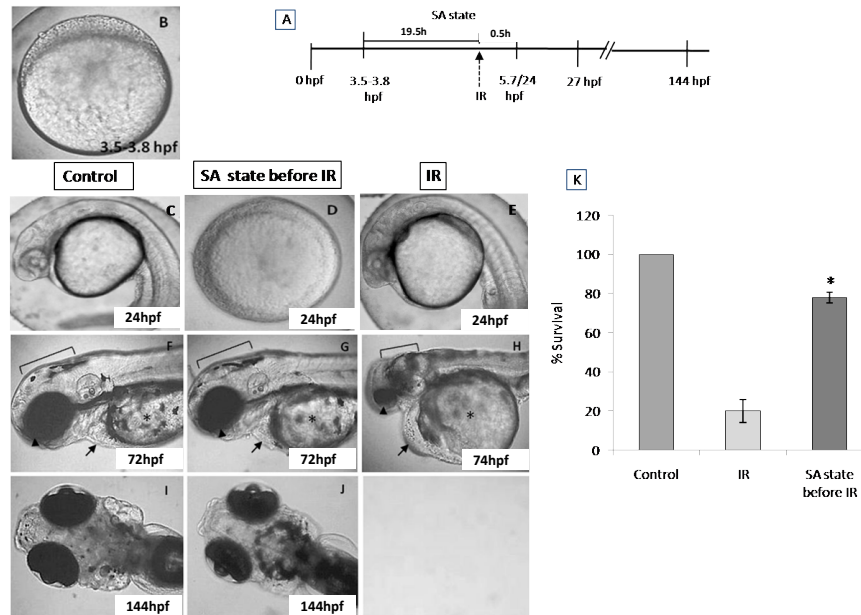 B
3.5-3.8 hpf
A
SA state
19.5h
0.5h
0 hpf
3.5-3.8
hpf
IR
5.7/24
hpf
27 hpf
144 hpf
Control
SA state before IR
IR
C
24hpf
D
24hpf
E
24hpf
F
*
72hpf
G
*
72hpf
H
*
74hpf
I
144hpf
J
144hpf
K
% Survival
120
100
80
60
40
20
0
*
Control
IR
SA state
before IR